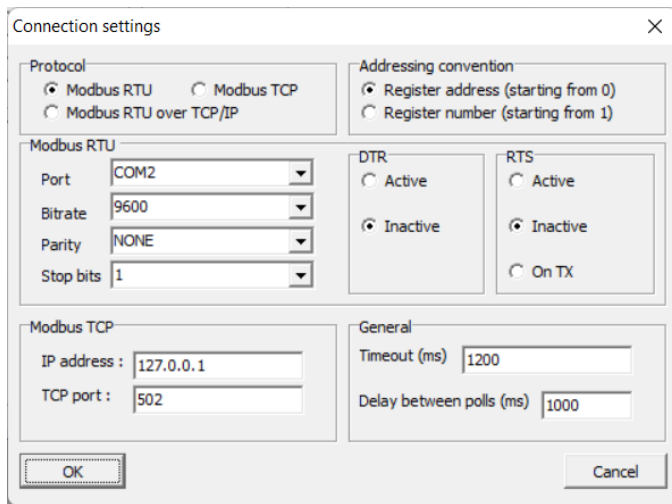 Connection settings
Protocol
Modbus RTU
Modbus TCP
Modbus RTU over TCP/IP
Addressing convention
Register address (starting from 0)
Register number (starting from 1)
Modbus RTU
Port
COM2
Bitrate
9600
Parity
NONE
Stop bits
1
DTR
Active
Inactive
RTS
Active
Inactive
On TX
Modbus TCP
IP address :
127.0.0.1
TCP port :
502
General
Timeout (ms)
1200
Delay between polls (ms)
1000
OK
Cancel